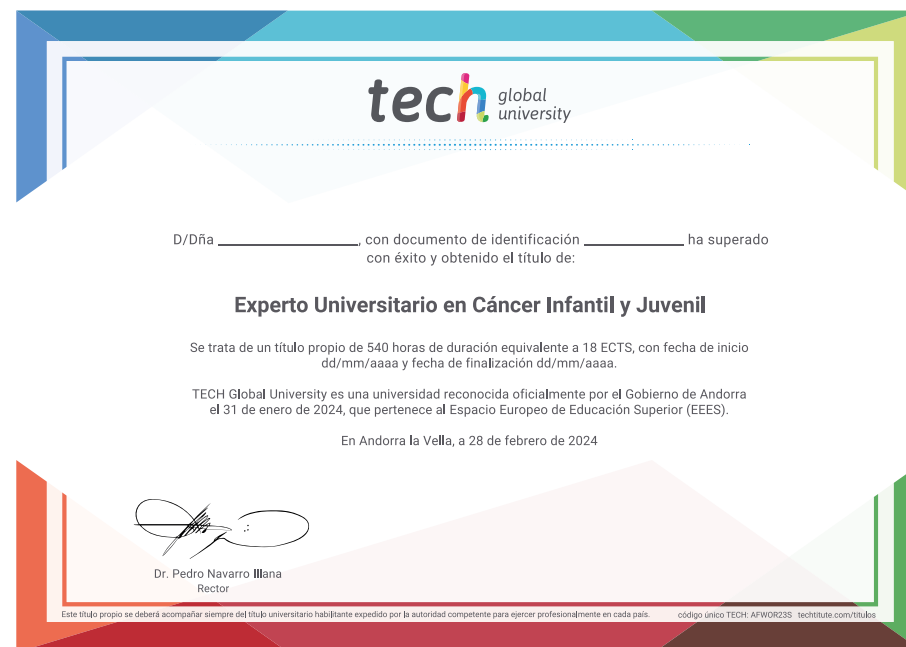 tech global university
D/Dña ____________________, con documento de identificación ______________ ha superado
con éxito y obtenido el título de:
Experto Universitario en Cáncer Infantil y Juvenil
Se trata de un título propio de 540 horas de duración equivalente a 18 ECTS, con fecha de inicio
dd/mm/aaaa y fecha de finalización dd/mm/aaaa.
TECH Global University es una universidad reconocida oficialmente por el Gobierno de Andorra
el 31 de enero de 2024, que pertenece al Espacio Europeo de Educación Superior (EEES).
En Andorra la Vella, a 28 de febrero de 2024
Dr. Pedro Navarro Illana
Rector
Este título propio se deberá acompañar siempre del título universitario habilitante expedido por la autoridad competente para ejercer profesionalmente en cada país. código único TECH: AFWOR23S techtitute.com/titulos